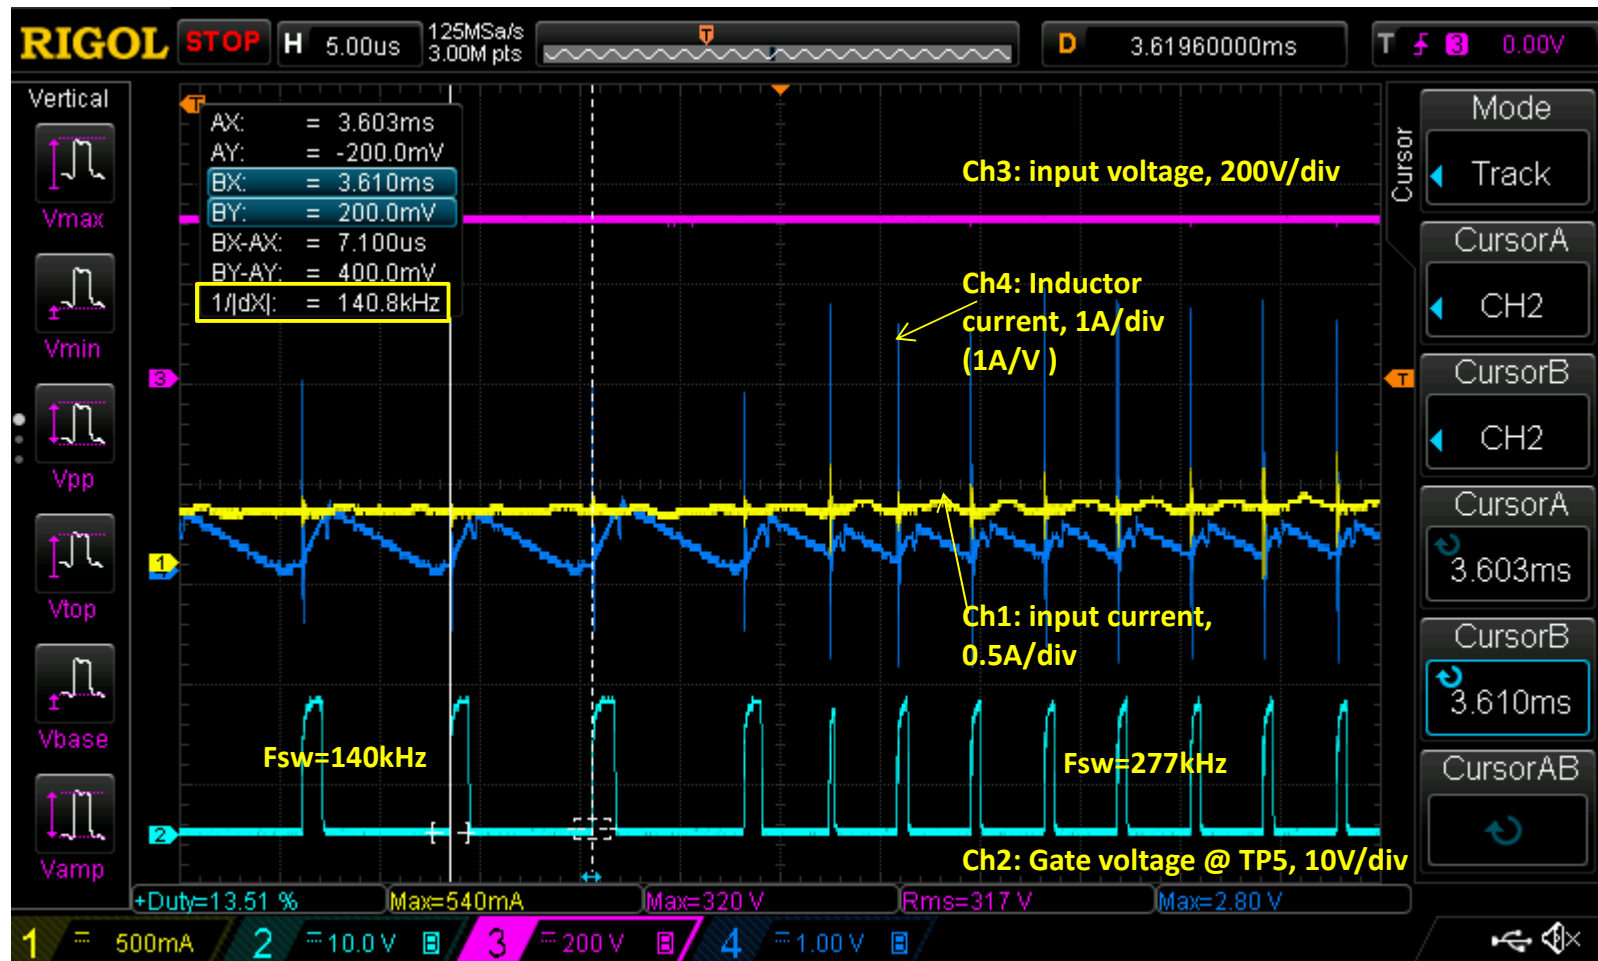 RIGOL STOP H 5.00us 125MSa/s 3.00M pts T D 3.61960000ms T 3 0.00V
Vertical
Vmax
Vmin
Vpp
Vtop
Vbase
Vamp
T
AX: = 3.603ms
AY: = -200.0mV
BX: = 3.610ms
BY: = 200.0mV
BX-AX: = 7.100us
BY-AY: = 400.0mV
1/|dX|: = 140.8kHz
Ch3: input voltage, 200V/div
Ch4: Inductor
current, 1A/div
(1A/V )
3
T
1
Ch1: input current,
0.5A/div
Fsw=140kHz
Fsw=277kHz
2
Ch2: Gate voltage @ TP5, 10V/div
Cursor
Mode
Track
CursorA
CH2
CursorB
CH2
CursorA
3.603ms
CursorB
3.610ms
CursorAB
+Duty=13.51 % Max=540mA Max=320 V Rms=317 V Max=2.80 V
1 = 500mA 2 = 10.0 V B 3 = 200 V B 4 = 1.00 V B